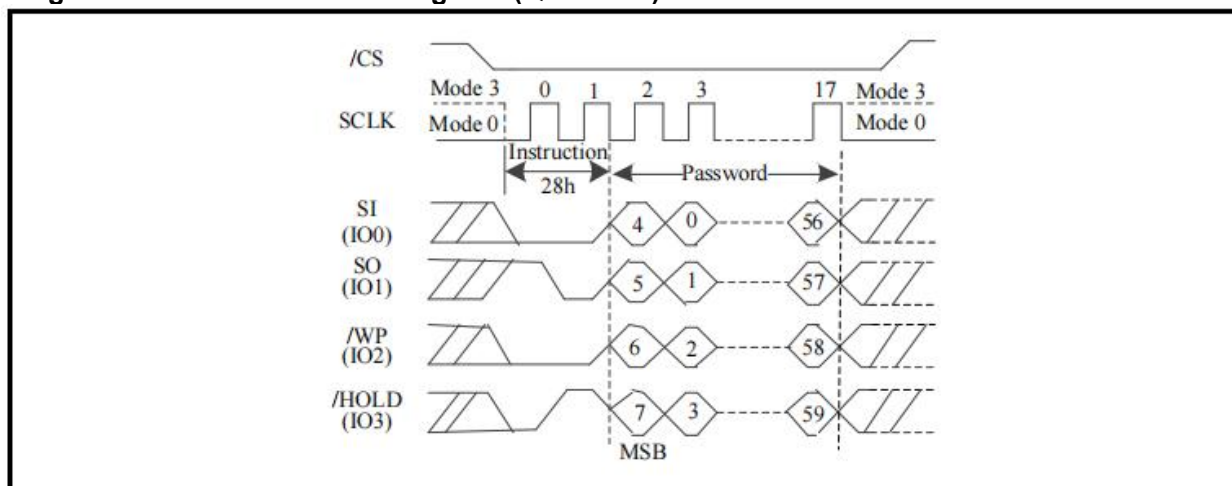 /CS
Mode 3 0 1 2 3 17 Mode 3
SCLK Mode 0 Mode 0
Instruction
28h Password
SI
(IO0) 4 0 56
SO
(IO1) 5 1 57
/WP
(IO2) 6 2 58
/HOLD
(IO3) 7 3 59
MSB